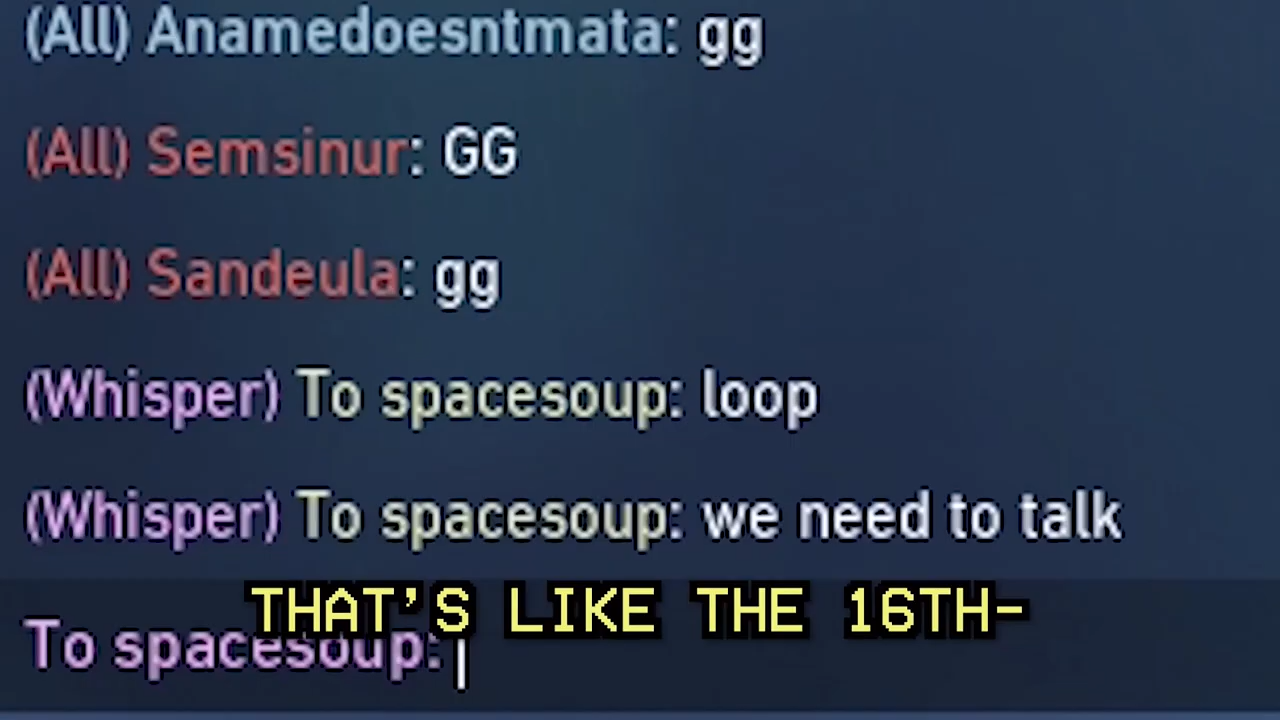 (All) Anamedoesntmata: gg
(All) Semsinur: GG
(All) Sandeula: gg
(Whisper) To spacesoup: loop
(Whisper) To spacesoup: we need to talk
THAT'S LIKE THE 16TH-
To spacesoup: